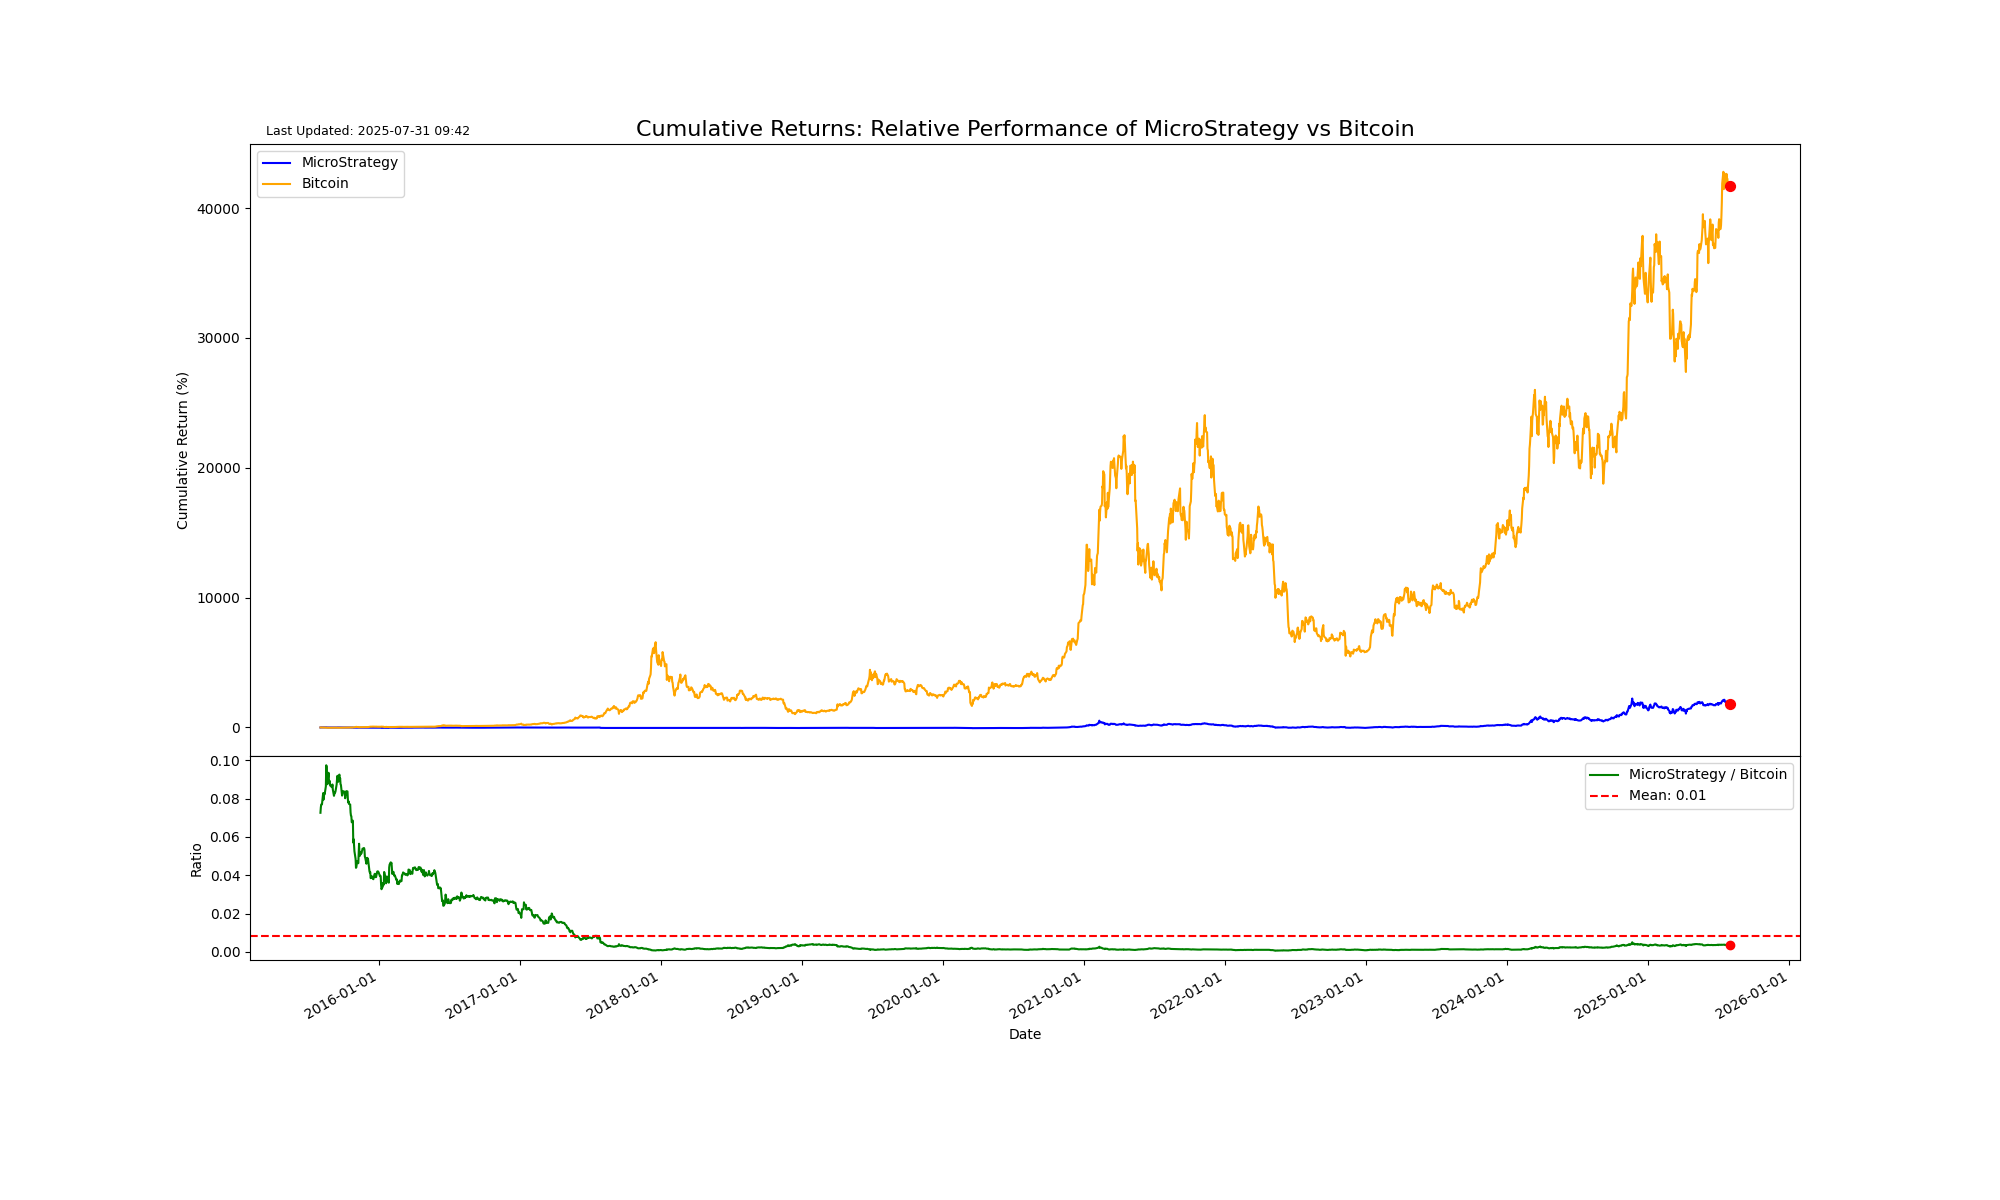 Last Updated: 2025-07-31 09:42
Cumulative Returns: Relative Performance of MicroStrategy vs Bitcoin
MicroStrategy
Bitcoin
Cumulative Return (%)
40000
30000
20000
10000
0
MicroStrategy / Bitcoin
Mean: 0.01
Ratio
0.10
0.08
0.06
0.04
0.02
0.00
2016-01-01
2017-01-01
2018-01-01
2019-01-01
2020-01-01
2021-01-01
2022-01-01
2023-01-01
2024-01-01
2025-01-01
2026-01-01
Date